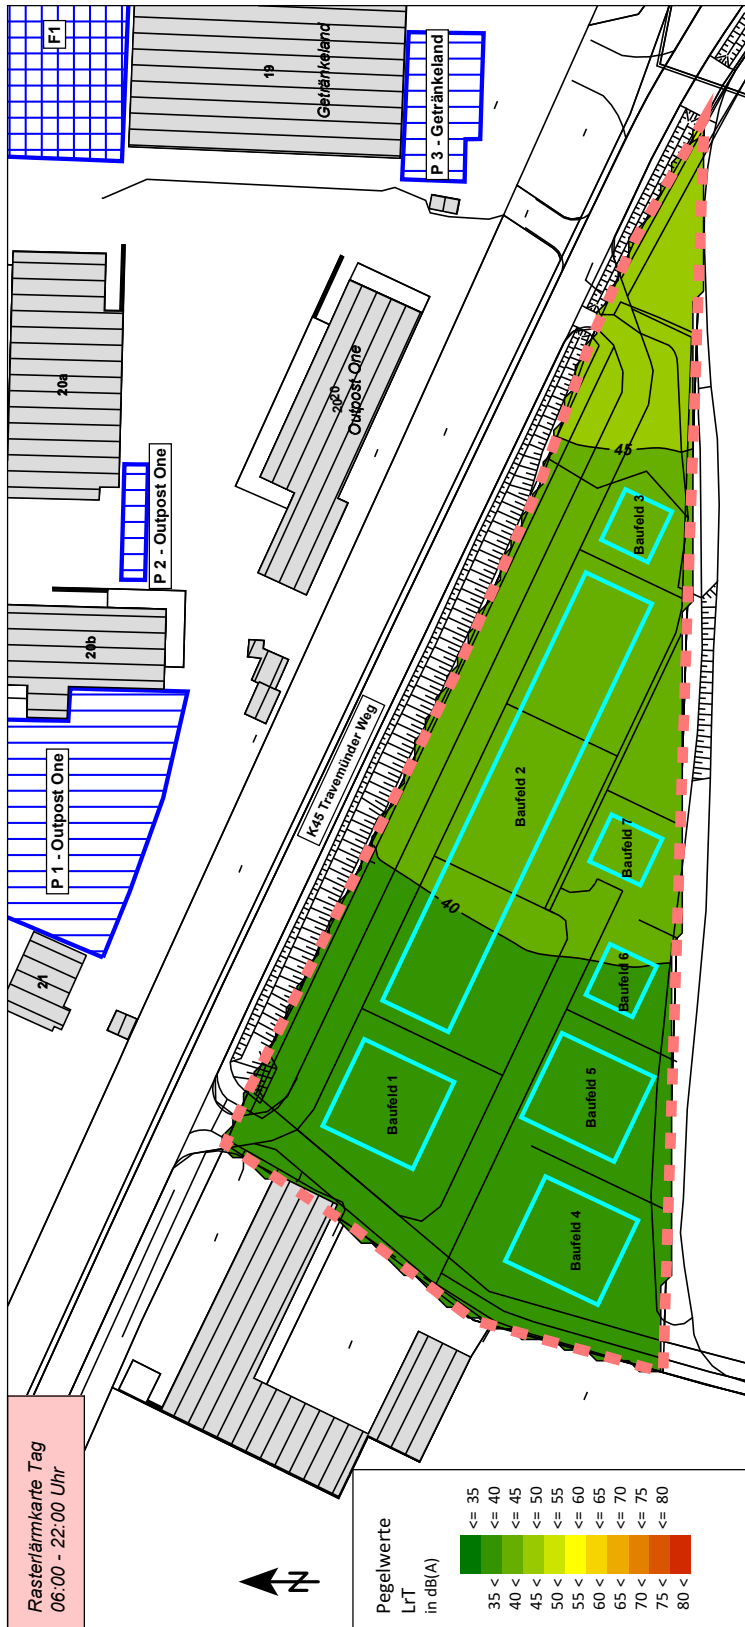 Rasterlärmkarte Tag
06:00 - 22:00 Uhr
F1
19
Getränkeland
P 3 - Getränkeland
20a
P 2 - Outpost One
20
20
Outpost One
20b
P 1 - Outpost One
21
K45 Travemünder Weg
45
40
Baufeld 3
Baufeld 2
Baufeld 7
Baufeld 6
Baufeld 1
Baufeld 5
Baufeld 4
N
Pegelwerte
LrT
in dB(A)
<= 35
35 < <= 40
40 < <= 45
45 < <= 50
50 < <= 55
55 < <= 60
60 < <= 65
65 < <= 70
70 < <= 75
75 < <= 80
80 <